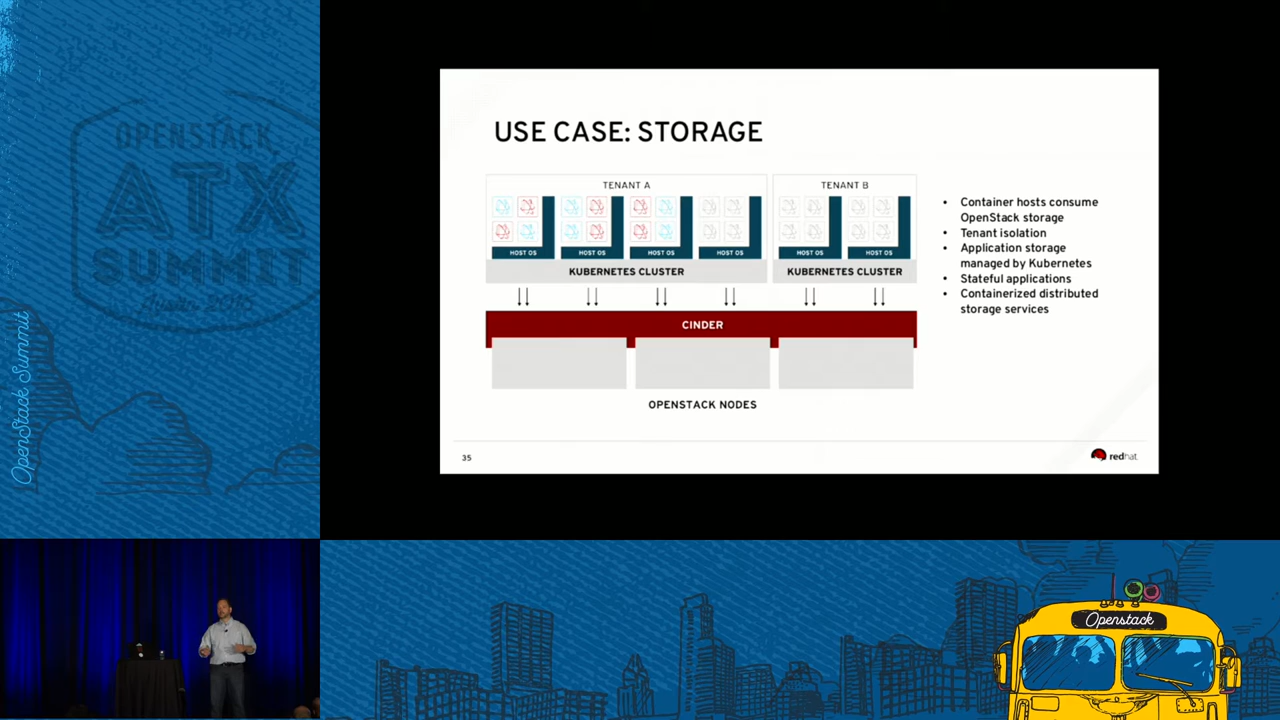 OPENSTACK
ATX
SUMMIT
OpenStack Summit
USE CASE: STORAGE
TENANT A
TENANT B
HOST OS
HOST OS
HOST OS
HOST OS
HOST OS
HOST OS
KUBERNETES CLUSTER
KUBERNETES CLUSTER
CINDER
OPENSTACK NODES
• Container hosts consume
OpenStack storage
• Tenant isolation
• Application storage
managed by Kubernetes
• Stateful applications
• Containerized distributed
storage services
35
redhat
Openstack